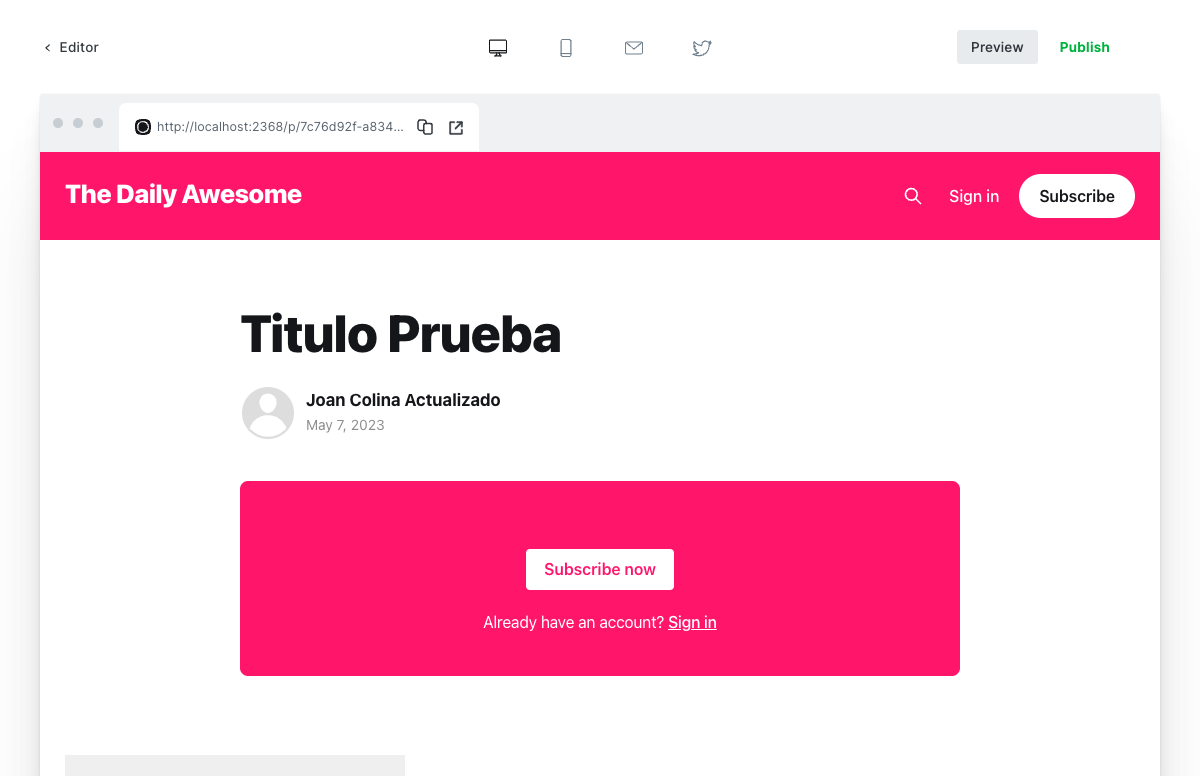 Editor
Preview
Publish
http://localhost:2368/p/7c76d92f-a834...
The Daily Awesome
Sign in
Subscribe
Titulo Prueba
Joan Colina Actualizado
May 7, 2023
Subscribe now
Already have an account? Sign in